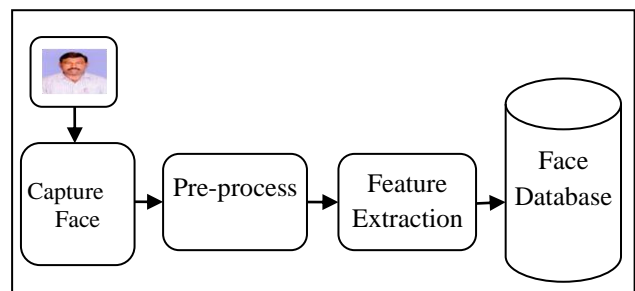 Capture
Face
Pre-process
Feature
Extraction
Face
Database